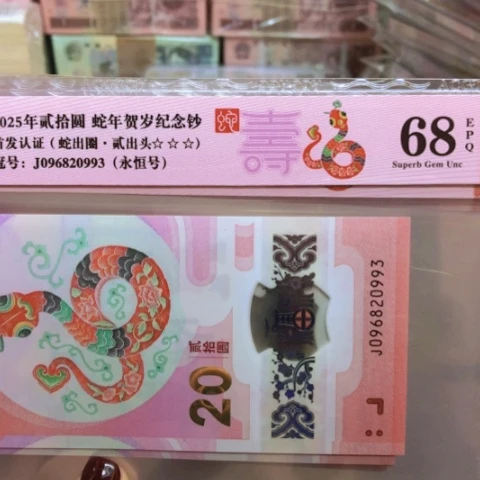 025年贰拾圆 蛇年贺岁纪念钞
首发认证（蛇出圈·贰出头☆☆☆）
冠号：J096820993（永恒号）
蛇
壽
68
EPQ
Superb Gem Unc
贰拾圆
20
J096820993